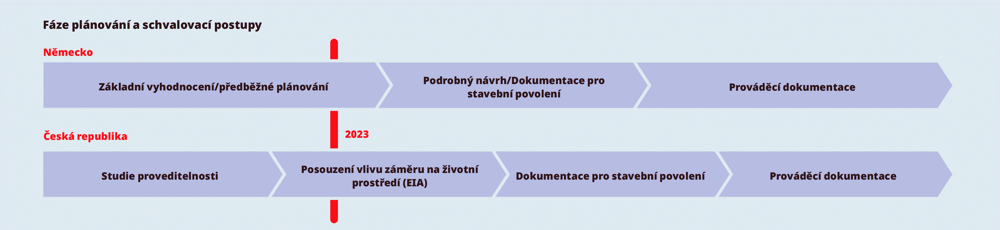 Fáze plánování a schvalovací postupy
Německo
Základní vyhodnocení/předběžné plánování
Podrobný návrh/Dokumentace pro
stavební povolení
Prováděcí dokumentace
Česká republika
2023
Studie proveditelnosti
Posouzení vlivu záměru na životní
prostředí (EIA)
Dokumentace pro stavební povolení
Prováděcí dokumentace